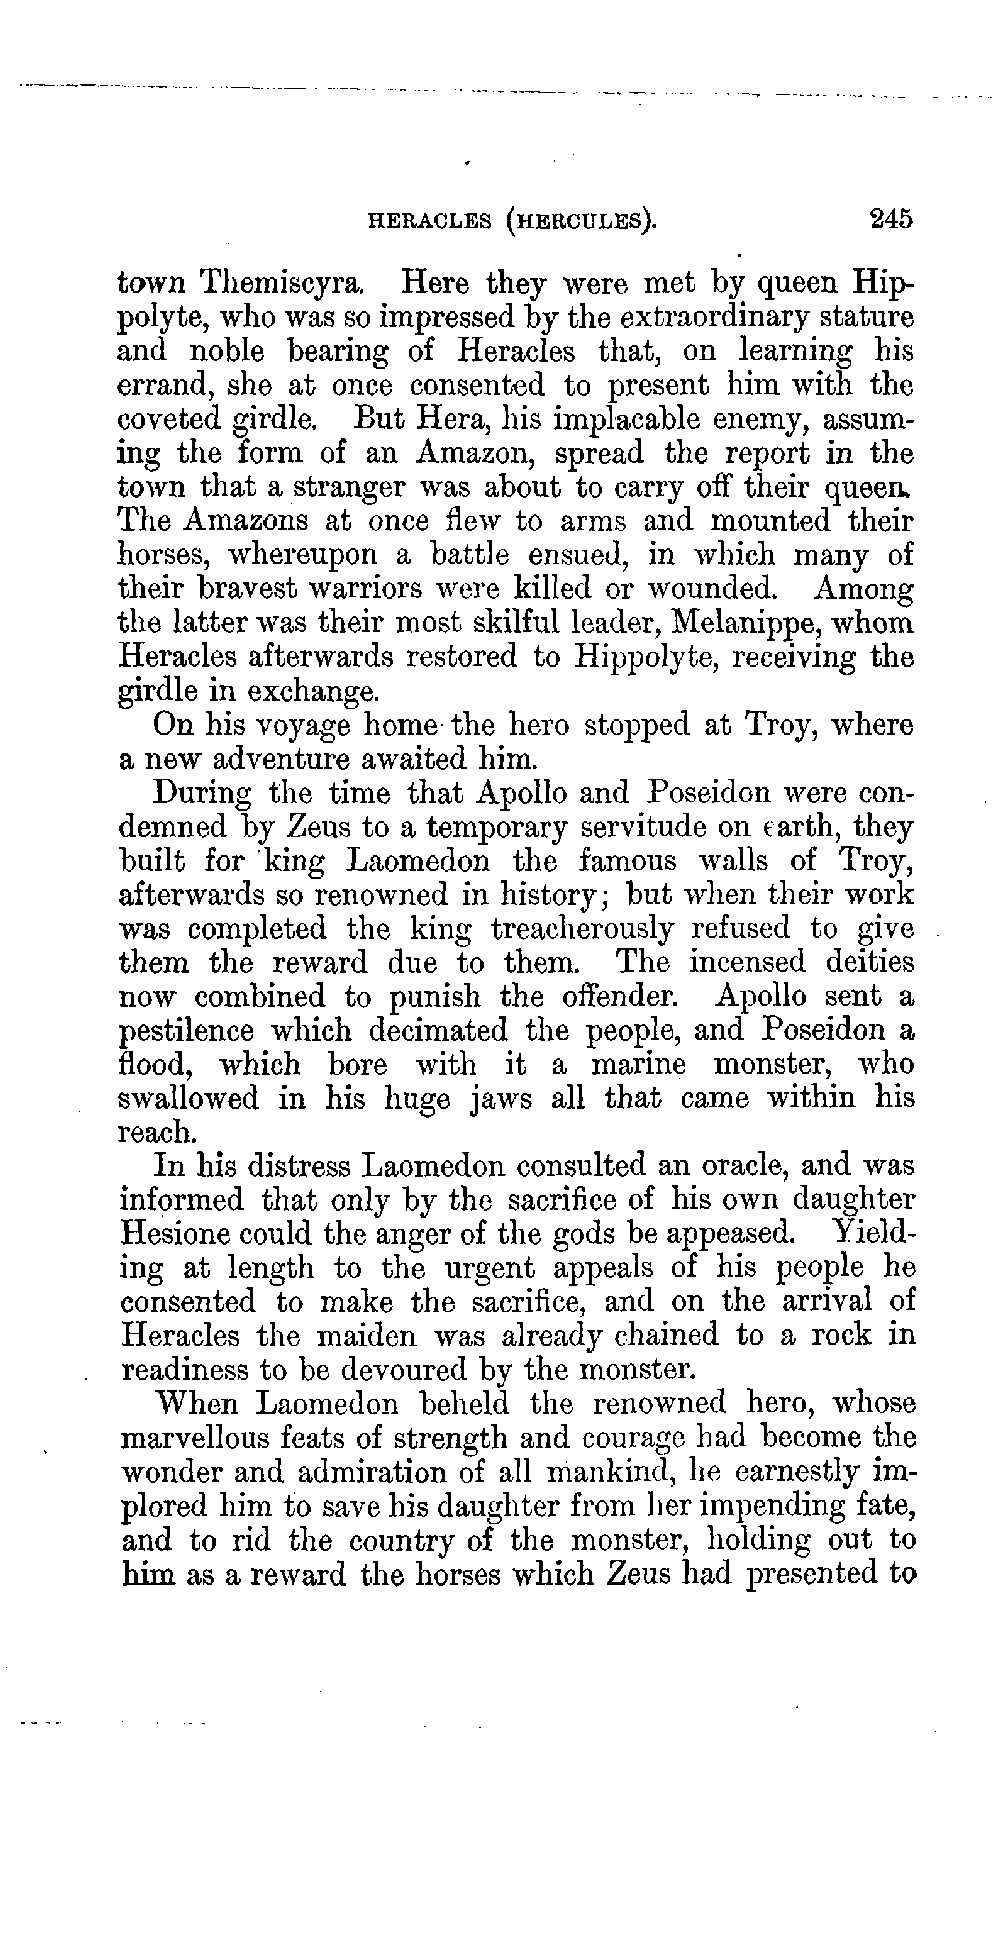 HERACLES (HERCULES). 245
town Themiscyra. Here they were met by queen Hip-
polyte, who was so impressed by the extraordinary stature
and noble bearing of Heracles that, on learning his
errand, she at once consented to present him with the
coveted girdle. But Hera, his implacable enemy, assum-
ing the form of an Amazon, spread the report in the
town that a stranger was about to carry off their queen.
The Amazons at once flew to arms and mounted their
horses, whereupon a battle ensued, in which many of
their bravest warriors were killed or wounded. Among
the latter was their most skilful leader, Melanippe, whom
Heracles afterwards restored to Hippolyte, receiving the
girdle in exchange.
On his voyage home the hero stopped at Troy, where
a new adventure awaited him.
During the time that Apollo and Poseidon were con-
demned by Zeus to a temporary servitude on earth, they
built for king Laomedon the famous walls of Troy,
afterwards so renowned in history; but when their work
was completed the king treacherously refused to give
them the reward due to them. The incensed deities
now combined to punish the offender. Apollo sent a
pestilence which decimated the people, and Poseidon a
flood, which bore with it a marine monster, who
swallowed in his huge jaws all that came within his
reach.
In his distress Laomedon consulted an oracle, and was
informed that only by the sacrifice of his own daughter
Hesione could the anger of the gods be appeased. Yield-
ing at length to the urgent appeals of his people he
consented to make the sacrifice, and on the arrival of
Heracles the maiden was already chained to a rock in
readiness to be devoured by the monster.
When Laomedon beheld the renowned hero, whose
marvellous feats of strength and courage had become the
wonder and admiration of all mankind, he earnestly im-
plored him to save his daughter from her impending fate,
and to rid the country of the monster, holding out to
him as a reward the horses which Zeus had presented to